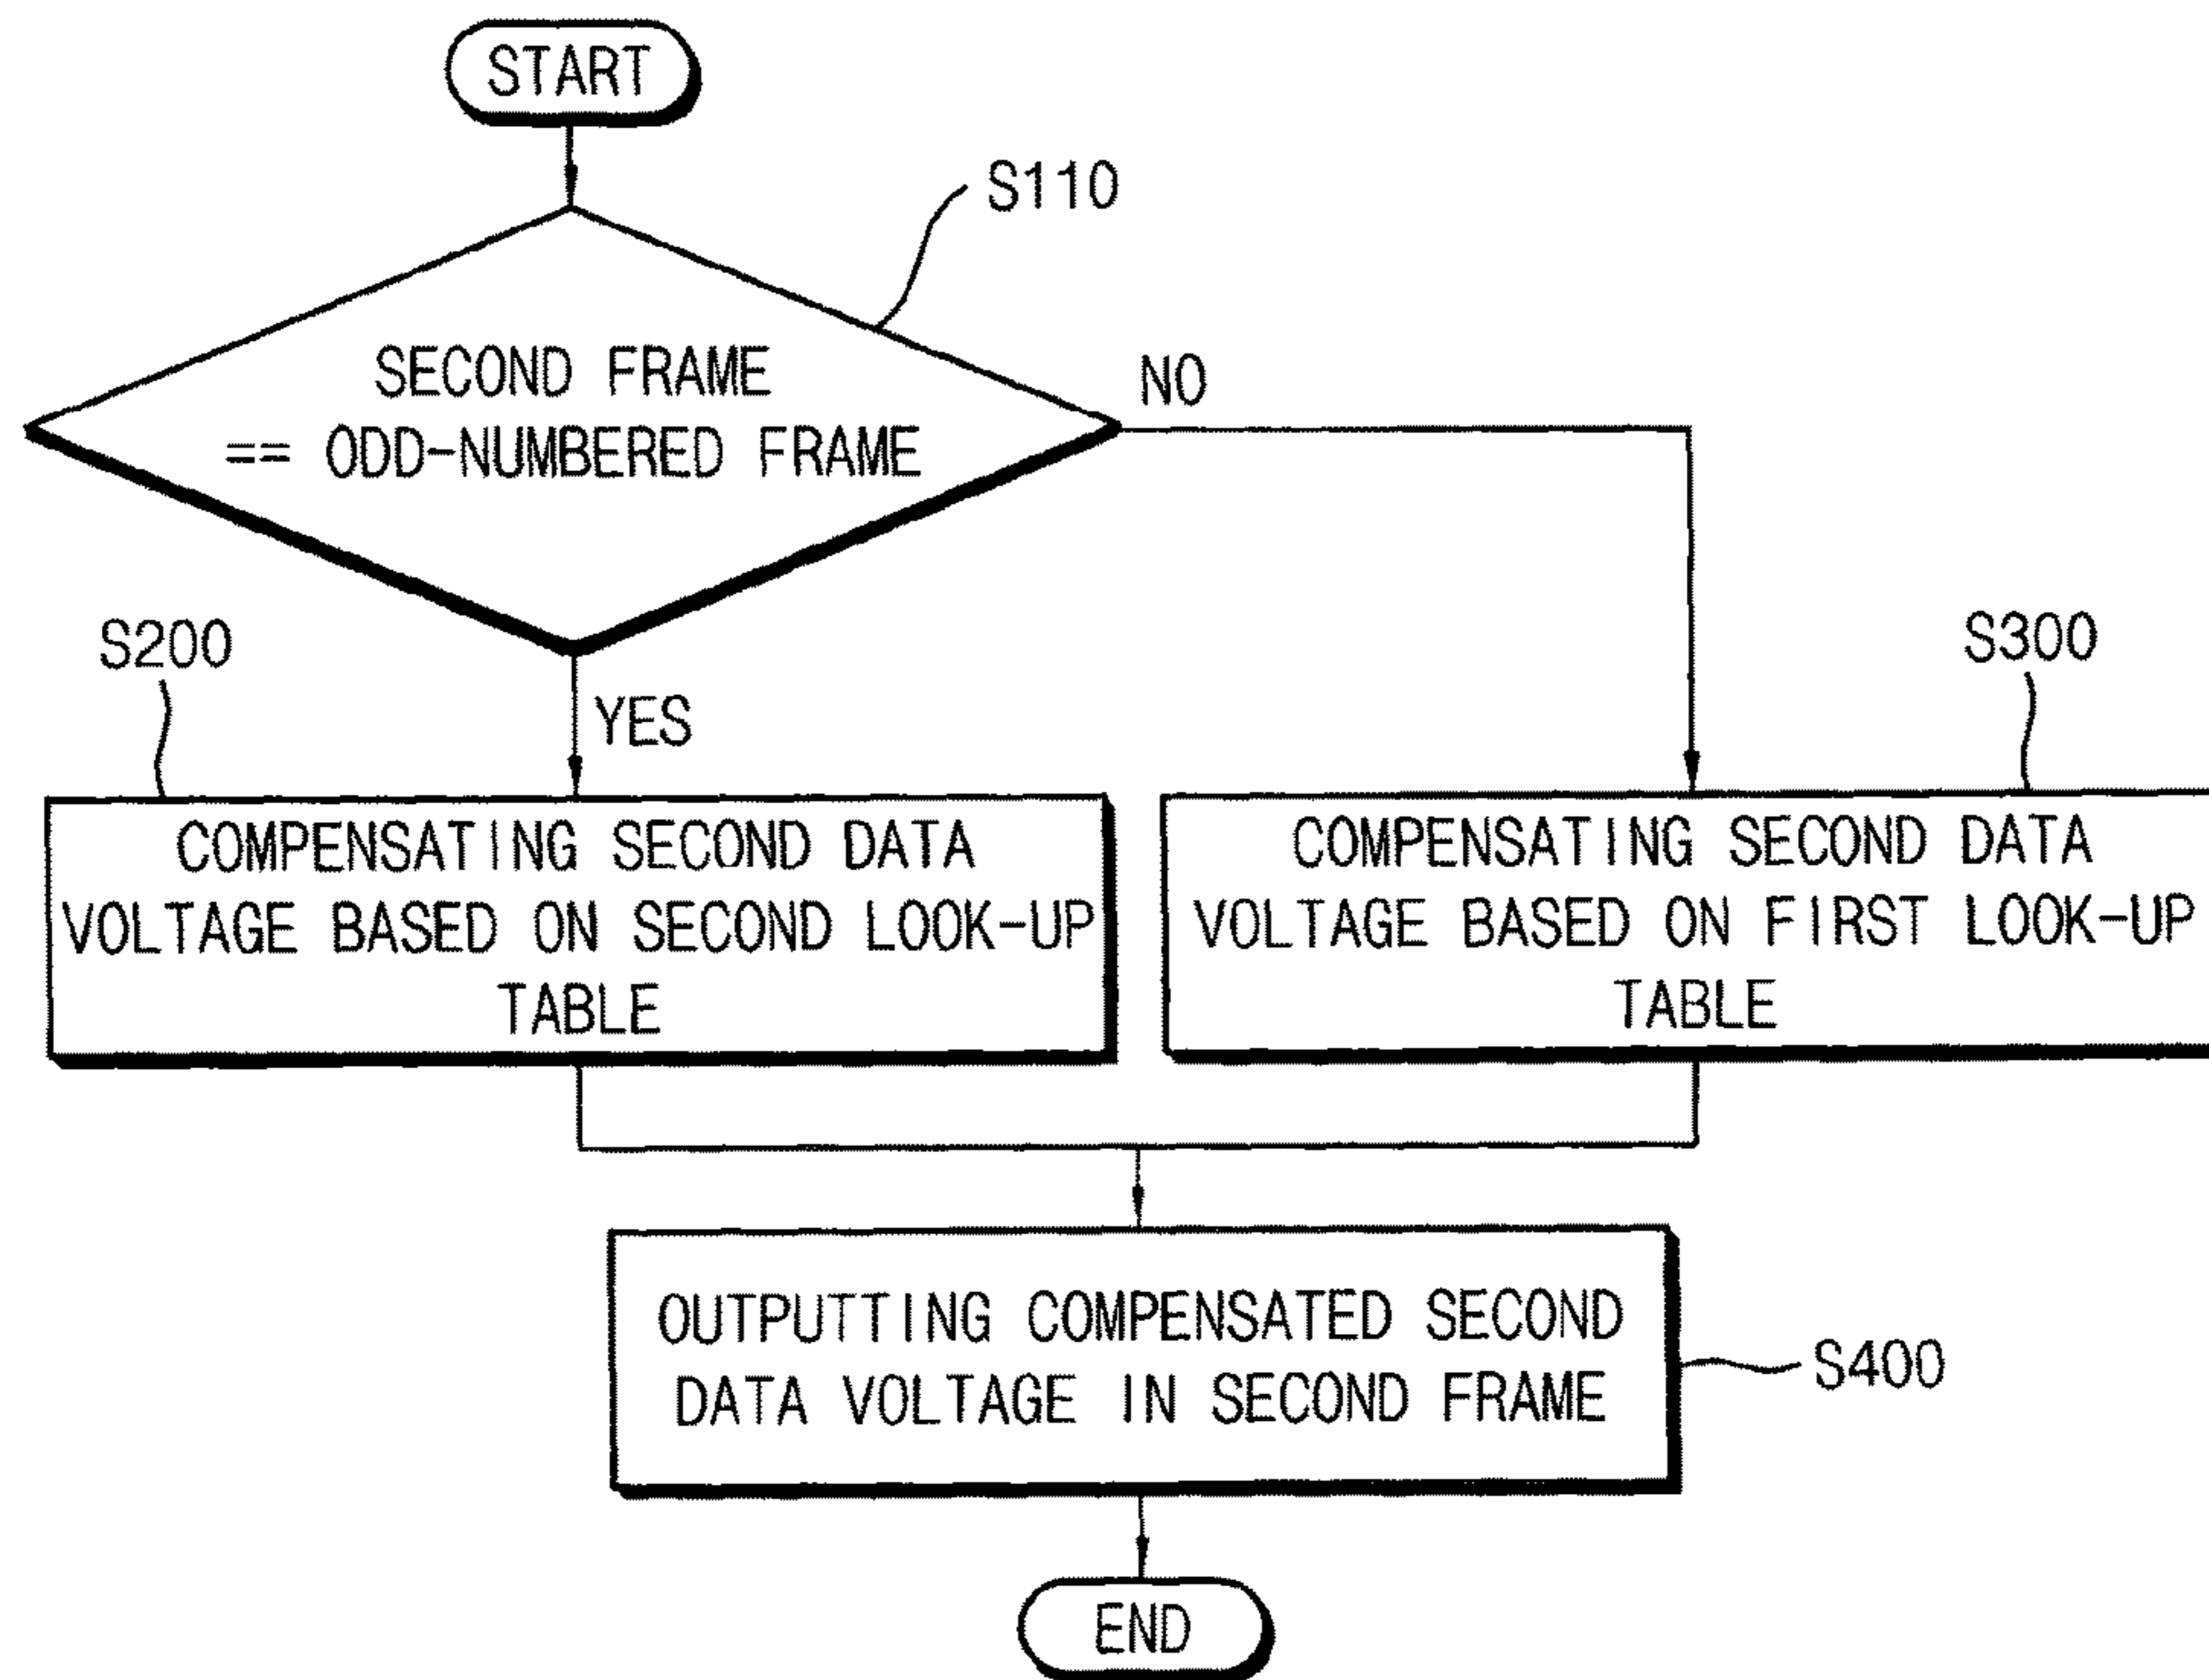 START
S110
SECOND FRAME
== ODD-NUMBERED FRAME
NO
S200
YES
S300
COMPENSATING SECOND DATA
VOLTAGE BASED ON SECOND LOOK-UP
TABLE
COMPENSATING SECOND DATA
VOLTAGE BASED ON FIRST LOOK-UP
TABLE
OUTPUTTING COMPENSATED SECOND
DATA VOLTAGE IN SECOND FRAME
S400
END